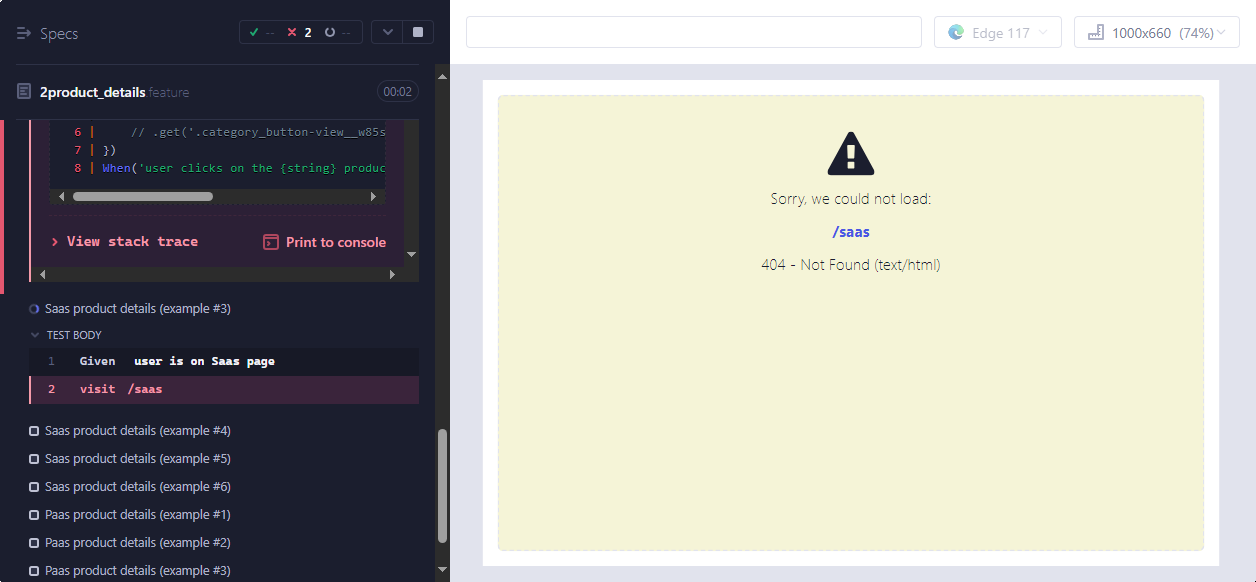 Specs
-- 2 --
2product_details.feature 00:02
6 | // .get('.category_button-view__w85s
7 | })
8 | When('user clicks on the {string} produc
View stack trace Print to console
Saas product details (example #3)
TEST BODY
1 Given user is on Saas page
2 visit /saas
Saas product details (example #4)
Saas product details (example #5)
Saas product details (example #6)
Paas product details (example #1)
Paas product details (example #2)
Paas product details (example #3)
Edge 117
1000x660 (74%)
Sorry, we could not load:
/saas
404 - Not Found (text/html)